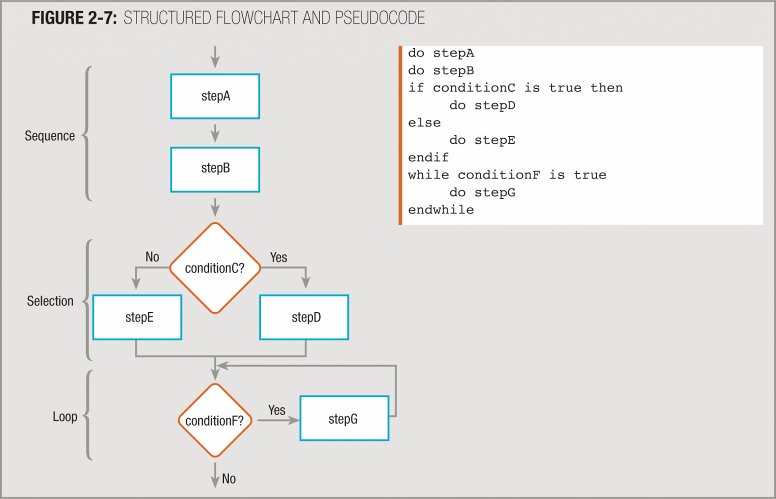 FIGURE 2-7: STRUCTURED FLOWCHART AND PSEUDOCODE
stepA
Sequence
stepB
No
Yes
conditionC?
Selection
stepE
stepD
Loop
conditionF?
Yes
stepG
No
do stepA
do stepB
if conditionC is true then
do stepD
else
do stepE
endif
while conditionF is true
do stepG
endwhile